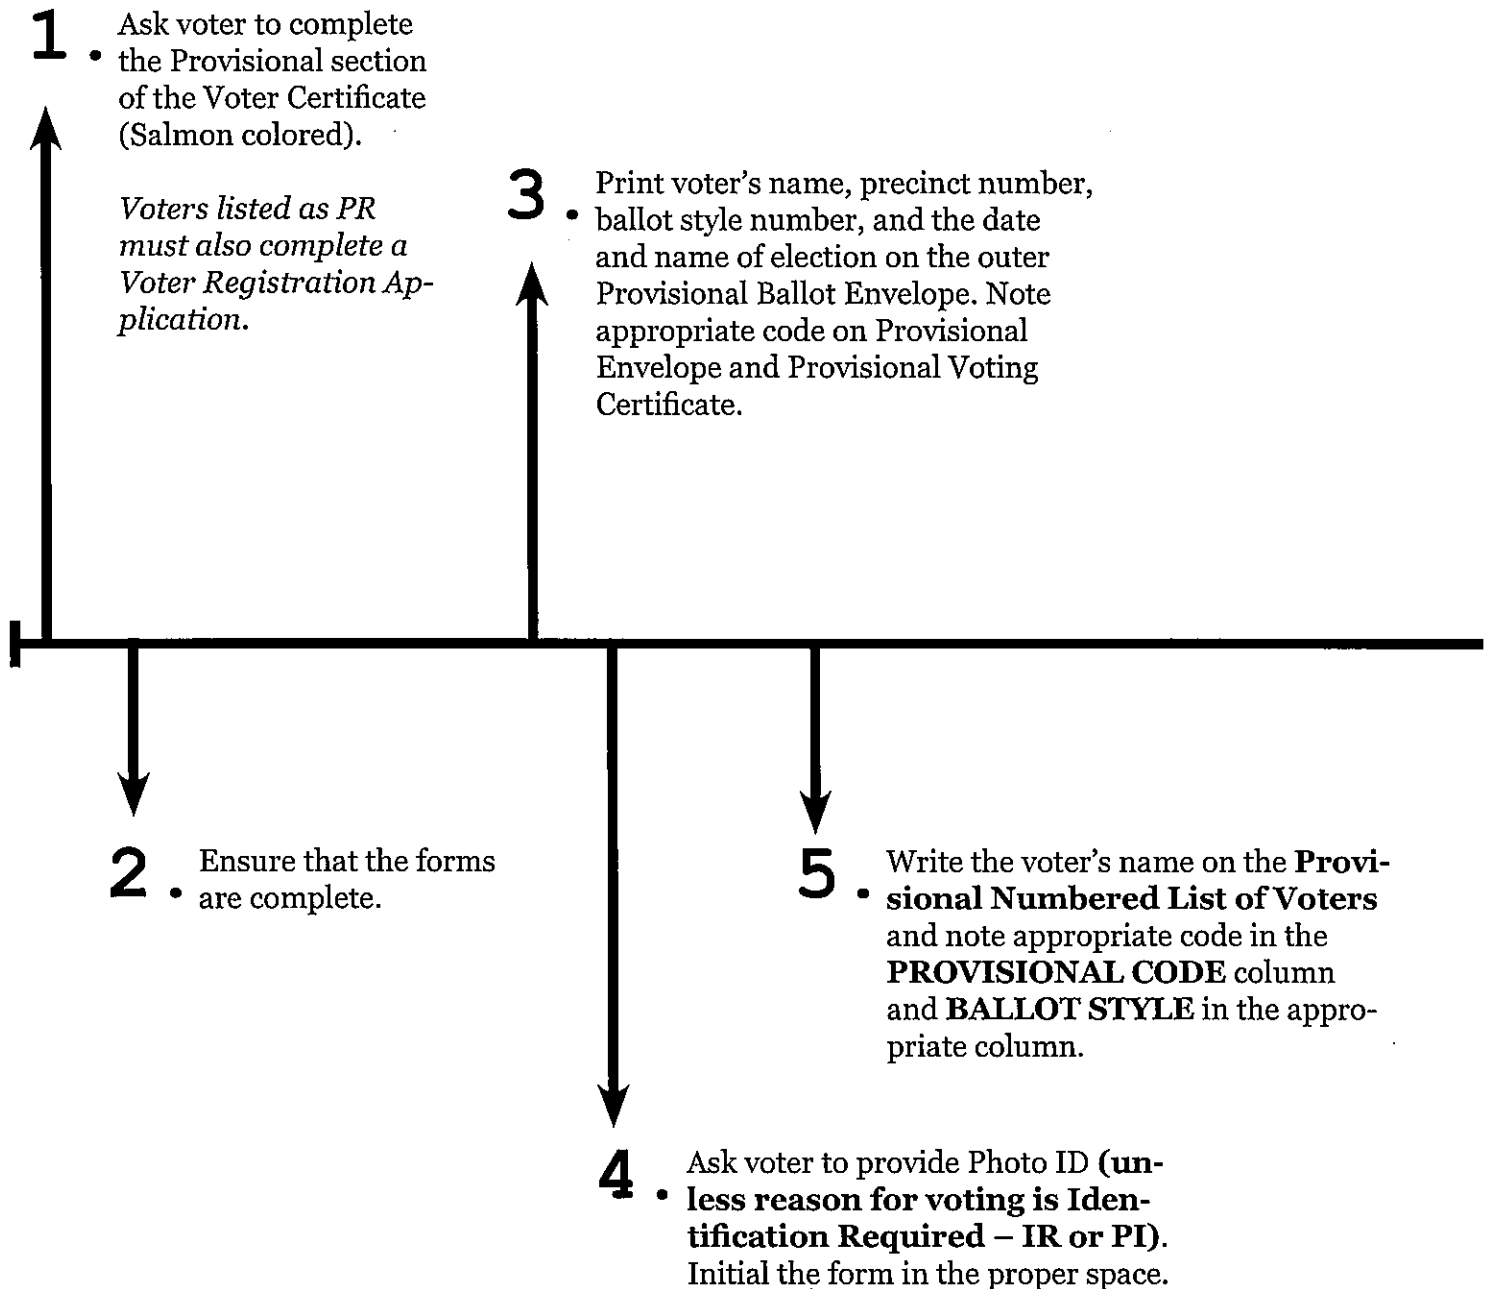 1. Ask voter to complete
the Provisional section
of the Voter Certificate
(Salmon colored).
Voters listed as PR
must also complete a
Voter Registration Ap-
plication.
2. Ensure that the forms
are complete.
3. Print voter’s name, precinct number,
ballot style number, and the date
and name of election on the outer
Provisional Ballot Envelope. Note
appropriate code on Provisional
Envelope and Provisional Voting
Certificate.
4. Ask voter to provide Photo ID (un-
less reason for voting is Iden-
tification Required – IR or PI).
Initial the form in the proper space.
5. Write the voter’s name on the Provi-
sional Numbered List of Voters
and note appropriate code in the
PROVISIONAL CODE column
and BALLOT STYLE in the appro-
priate column.